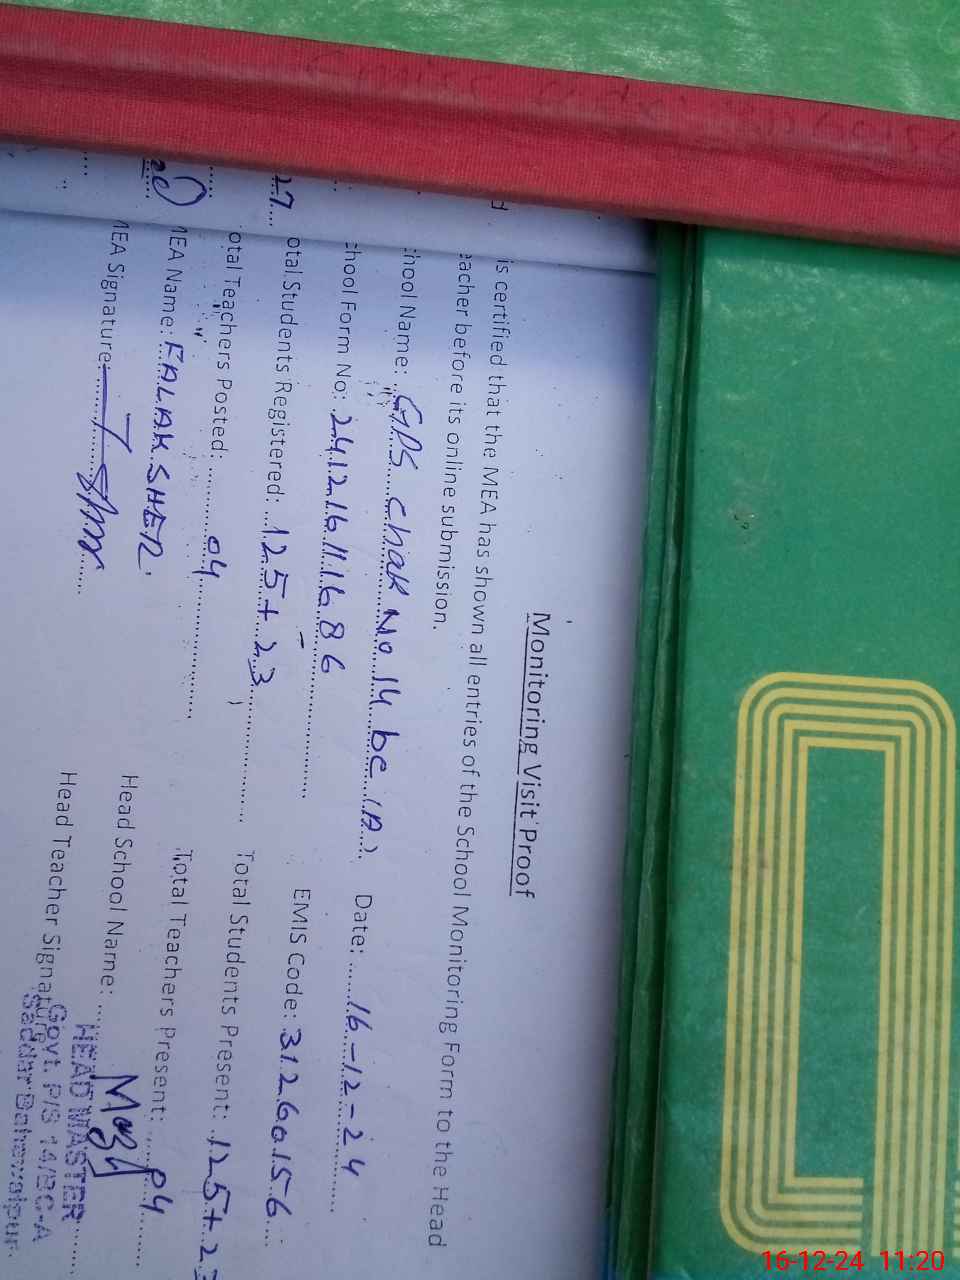 Monitoring Visit Proof
is certified that the MEA has shown all entries of the School Monitoring Form to the Head
eacher before its online submission.
chool Name: GPS Chak No 14 bc (A) Date: 16-12-24
chool Form No: 241216111686 EMIS Code: 31260156
otal Students Registered: 125+23 Total Students Present: 125+23
otal Teachers Posted: 04 Total Teachers Present: 04
MEA Name: FALAK SHER Head School Name:
MEA Signature: Head Teacher Signature
HEAD MASTER
Govt. P/S 14/BC-A
Saddar Bahawalpur.
27
16-12-24 11:20